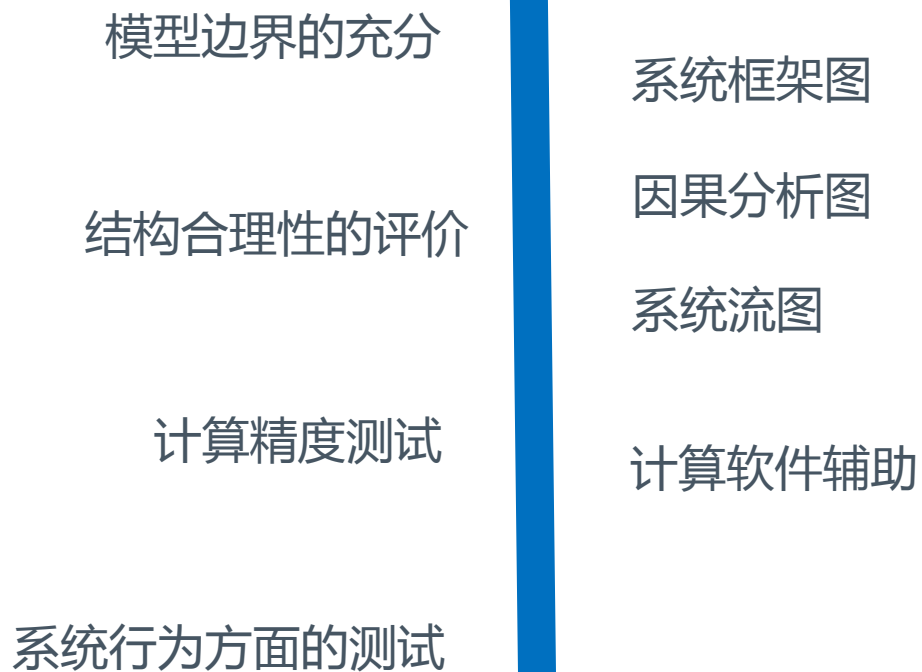 模型边界的充分
结构合理性的评价
计算精度测试
系统行为方面的测试
系统框架图
因果分析图
系统流图
计算软件辅助